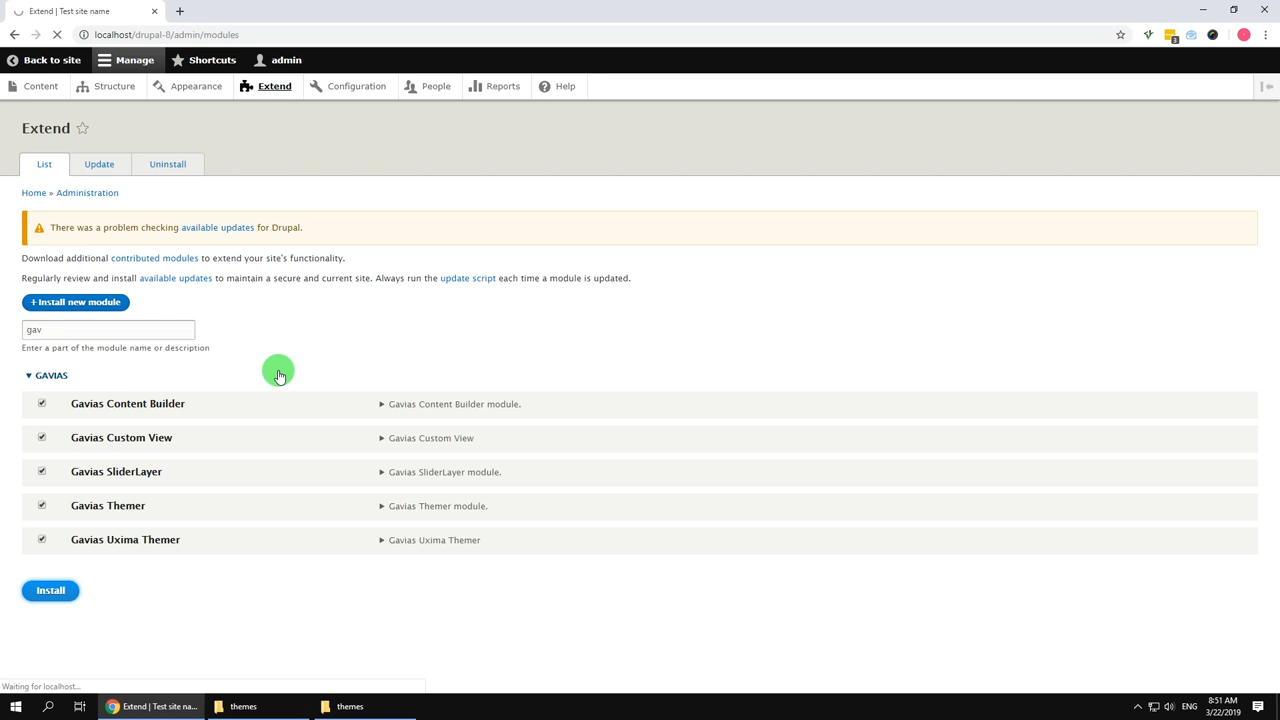 Extend | Test site name
localhost/drupal-8/admin/modules
3
Back to site Manage Shortcuts admin
Content Structure Appearance Extend Configuration People Reports Help
Extend
List Update Uninstall
Home » Administration
There was a problem checking available updates for Drupal.
Download additional contributed modules to extend your site's functionality.
Regularly review and install available updates to maintain a secure and current site. Always run the update script each time a module is updated.
+Install new module
gav
Enter a part of the module name or description
▼ GAVIAS
Gavias Content Builder ► Gavias Content Builder module.
Gavias Custom View ► Gavias Custom View
Gavias SliderLayer ► Gavias SliderLayer module.
Gavias Themer ► Gavias Themer module.
Gavias Uxima Themer ► Gavias Uxima Themer
Install
Waiting for localhost...
Extend | Test site na... themes themes ENG 8:51 AM
3/22/2019